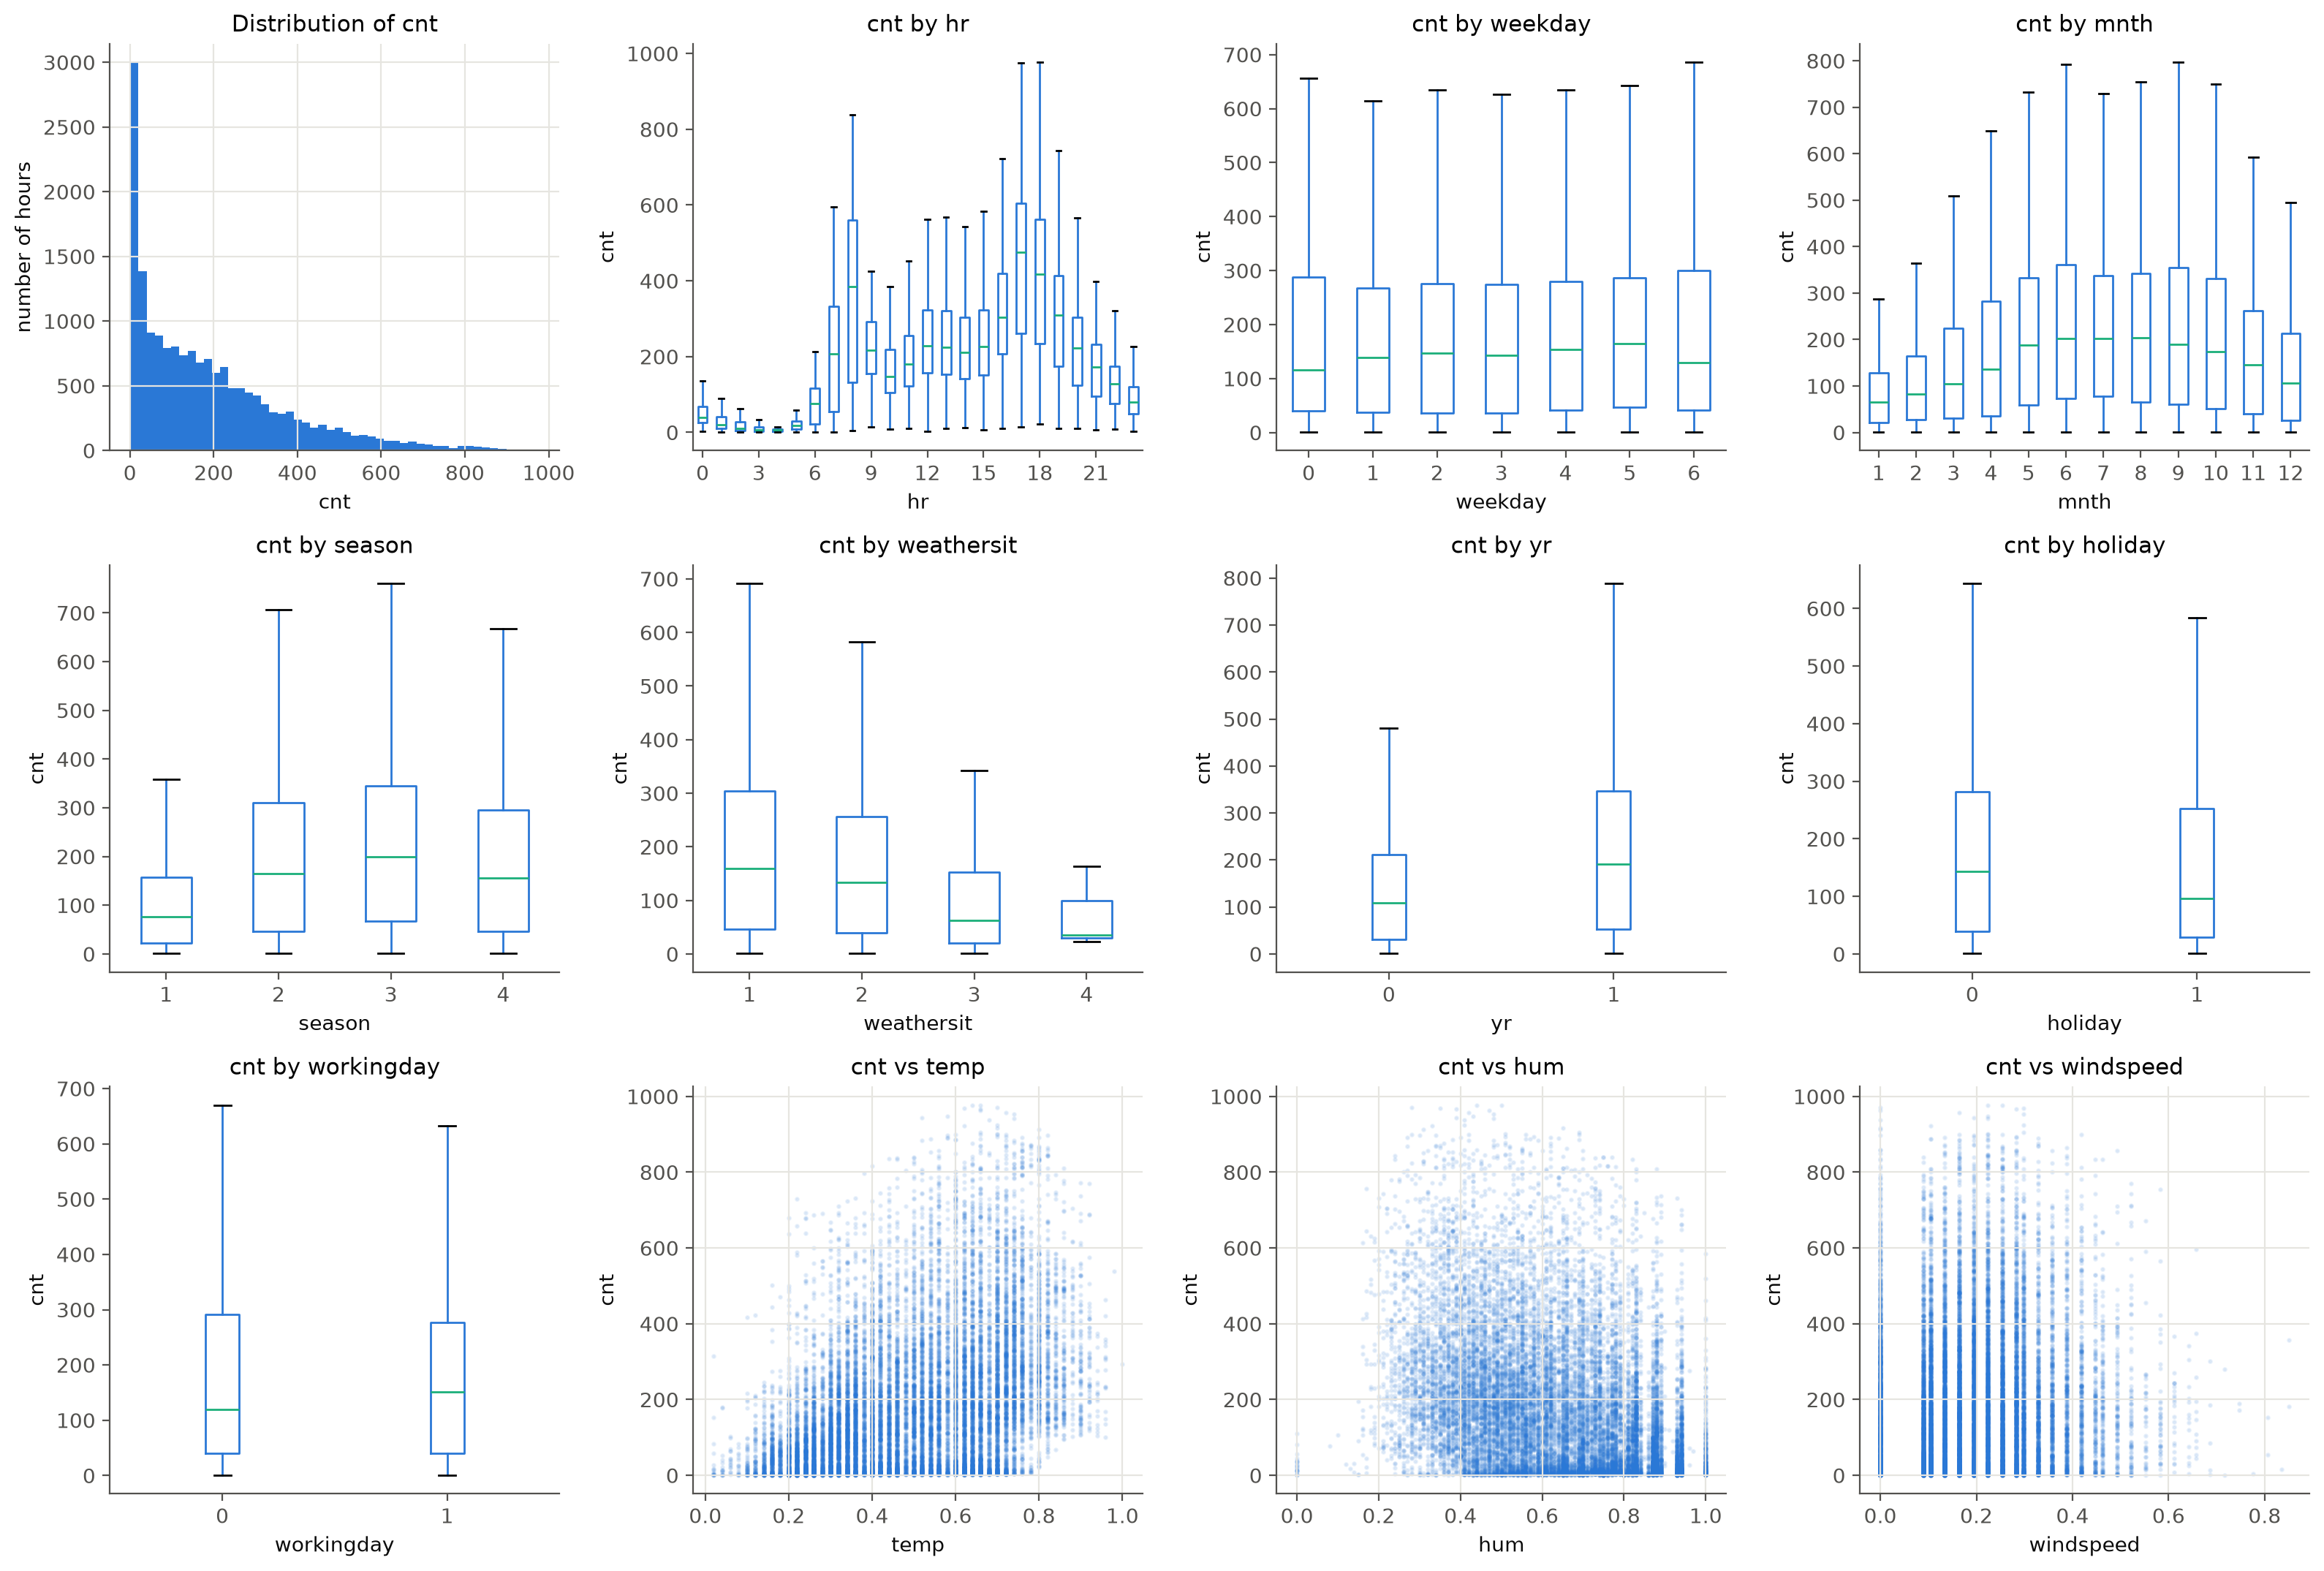 Distribution of cnt
number of hours
3000
2500
2000
1500
1000
500
0
0 200 400 600 800 1000
cnt
cnt by hr
cnt
1000
800
600
400
200
0
0 3 6 9 12 15 18 21
hr
cnt by weekday
cnt
700
600
500
400
300
200
100
0
0 1 2 3 4 5 6
weekday
cnt by mnth
cnt
800
700
600
500
400
300
200
100
0
1 2 3 4 5 6 7 8 9 10 11 12
mnth
cnt by season
cnt
700
600
500
400
300
200
100
0
1 2 3 4
season
cnt by weathersit
cnt
700
600
500
400
300
200
100
0
1 2 3 4
weathersit
cnt by yr
cnt
800
700
600
500
400
300
200
100
0
0 1
yr
cnt by holiday
cnt
600
500
400
300
200
100
0
0 1
holiday
cnt by workingday
cnt
700
600
500
400
300
200
100
0
0 1
workingday
cnt vs temp
cnt
1000
800
600
400
200
0
0.0 0.2 0.4 0.6 0.8 1.0
temp
cnt vs hum
cnt
1000
800
600
400
200
0
0.0 0.2 0.4 0.6 0.8 1.0
hum
cnt vs windspeed
cnt
1000
800
600
400
200
0
0.0 0.2 0.4 0.6 0.8
windspeed